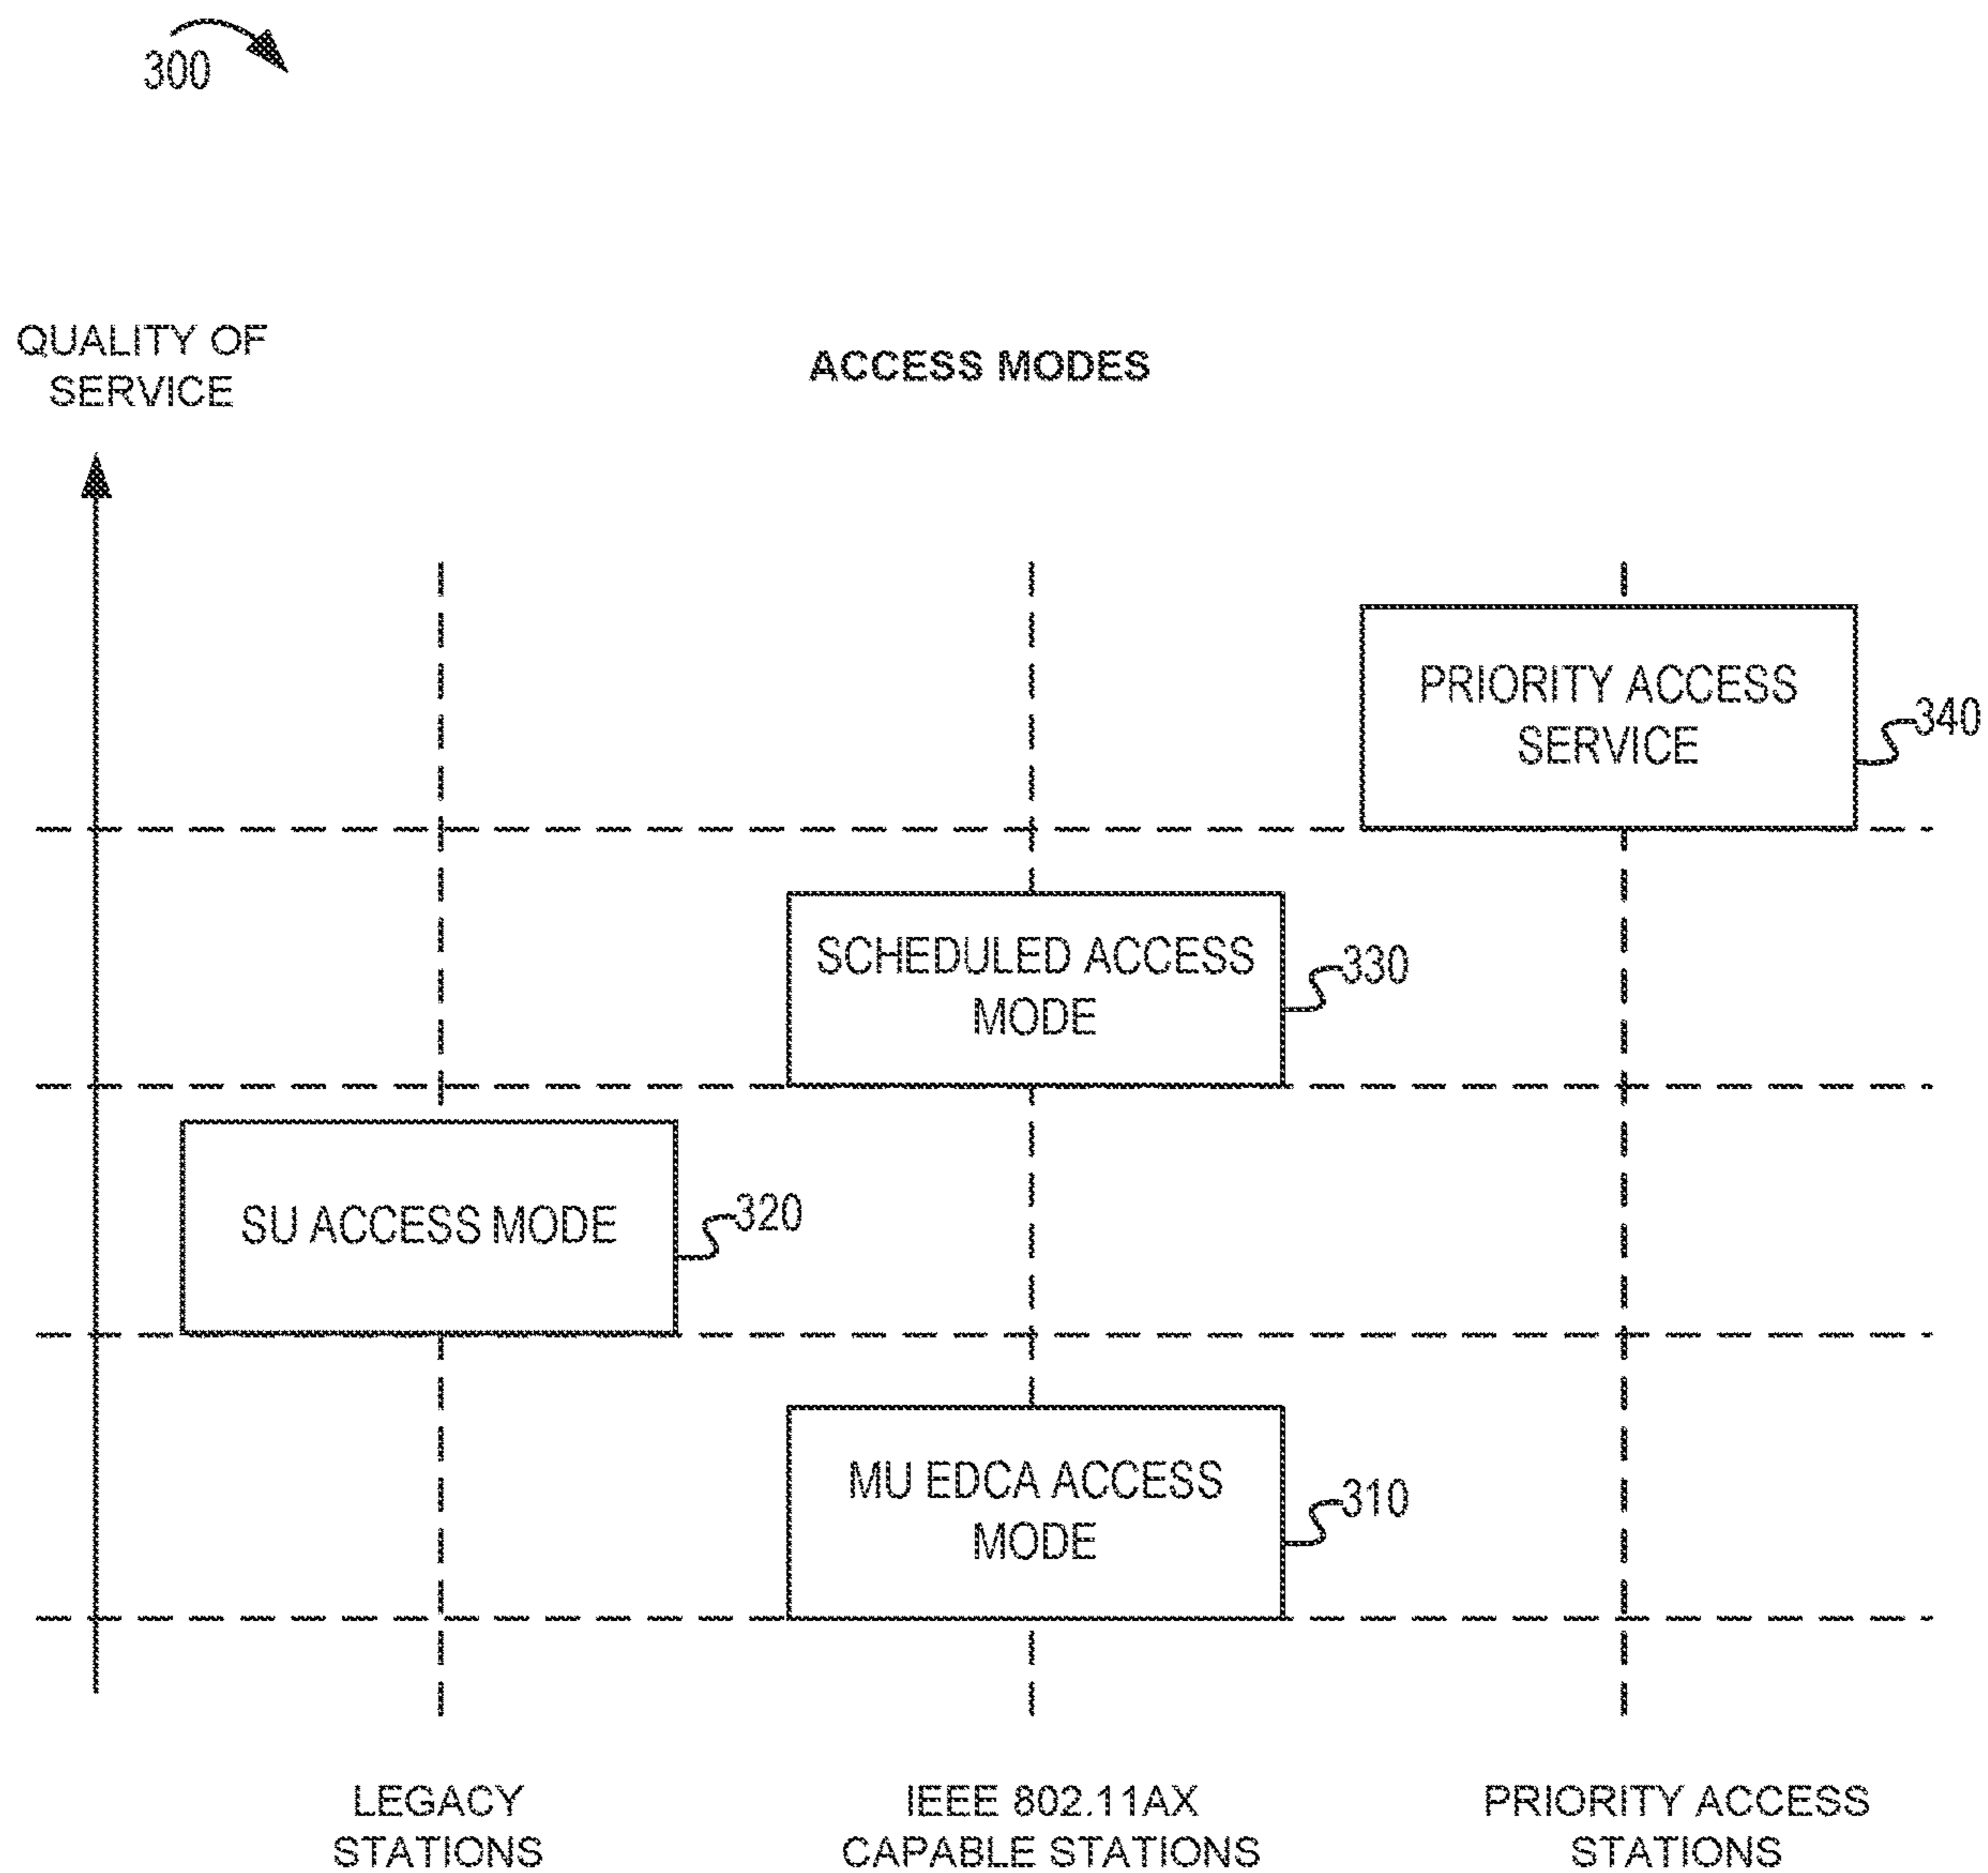 300
QUALITY OF
SERVICE
ACCESS MODES
PRIORITY ACCESS
SERVICE
340
SCHEDULED ACCESS
MODE
330
SU ACCESS MODE
320
MU EDCA ACCESS
MODE
310
LEGACY
STATIONS
IEEE 802.11AX
CAPABLE STATIONS
PRIORITY ACCESS
STATIONS